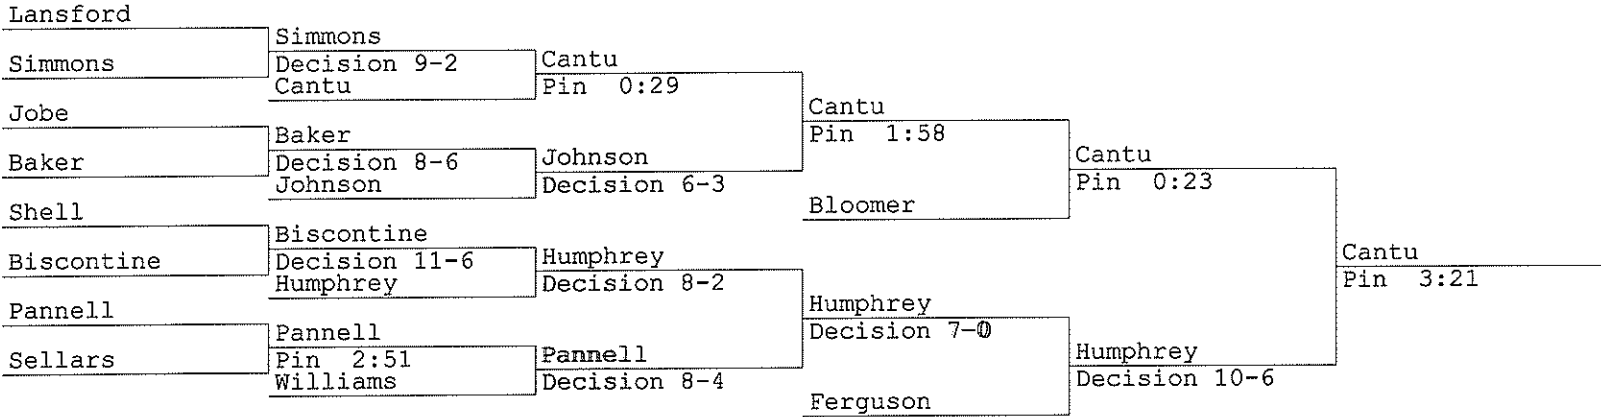 Lansford
Simmons
Simmons
Decision 9-2
Cantu
Cantu
Pin 0:29
Jobe
Baker
Baker
Decision 8-6
Johnson
Johnson
Decision 6-3
Cantu
Pin 1:58
Bloomer
Cantu
Pin 0:23
Shell
Biscontine
Biscontine
Decision 11-6
Humphrey
Humphrey
Decision 8-2
Pannell
Sellars
Pannell
Pin 2:51
Williams
Pannell
Decision 8-4
Humphrey
Decision 7-0
Ferguson
Humphrey
Decision 10-6
Cantu
Pin 3:21